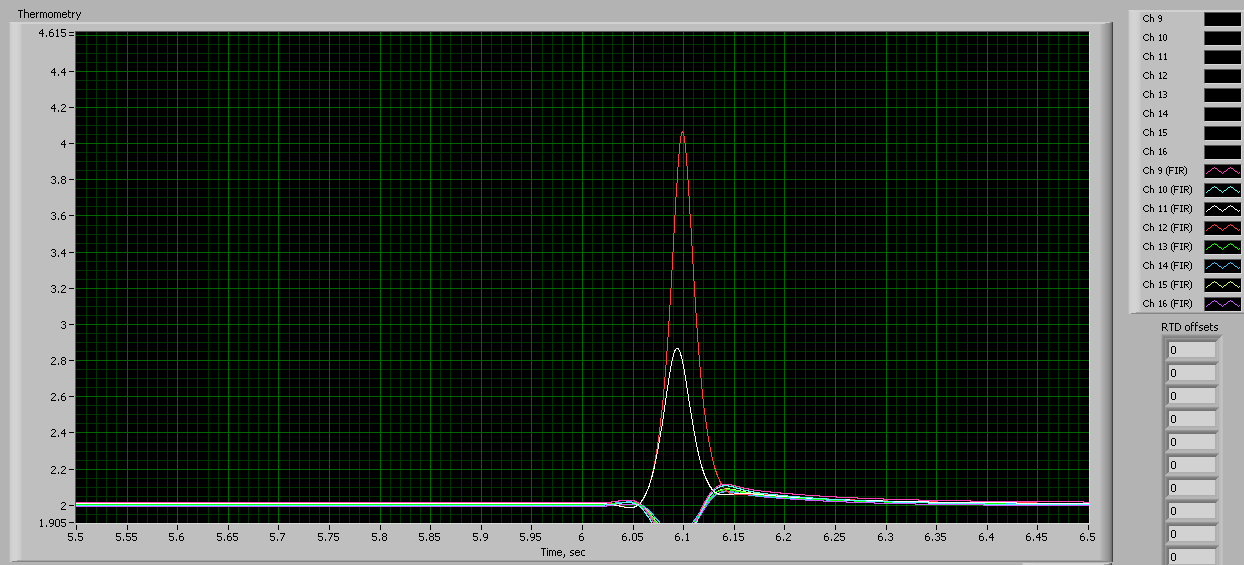 Thermometry
4.615
4.4
4.2
4
3.8
3.6
3.4
3.2
3
2.8
2.6
2.4
2.2
2
1.905
5.5 5.55 5.6 5.65 5.7 5.75 5.8 5.85 5.9 5.95 6 6.05 6.1 6.15 6.2 6.25 6.3 6.35 6.4 6.45 6.5
Time, sec
Ch 9
Ch 10
Ch 11
Ch 12
Ch 13
Ch 14
Ch 15
Ch 16
Ch 9 (FIR)
Ch 10 (FIR)
Ch 11 (FIR)
Ch 12 (FIR)
Ch 13 (FIR)
Ch 14 (FIR)
Ch 15 (FIR)
Ch 16 (FIR)
RTD offsets
0
0
0
0
0
0
0
0
0
0